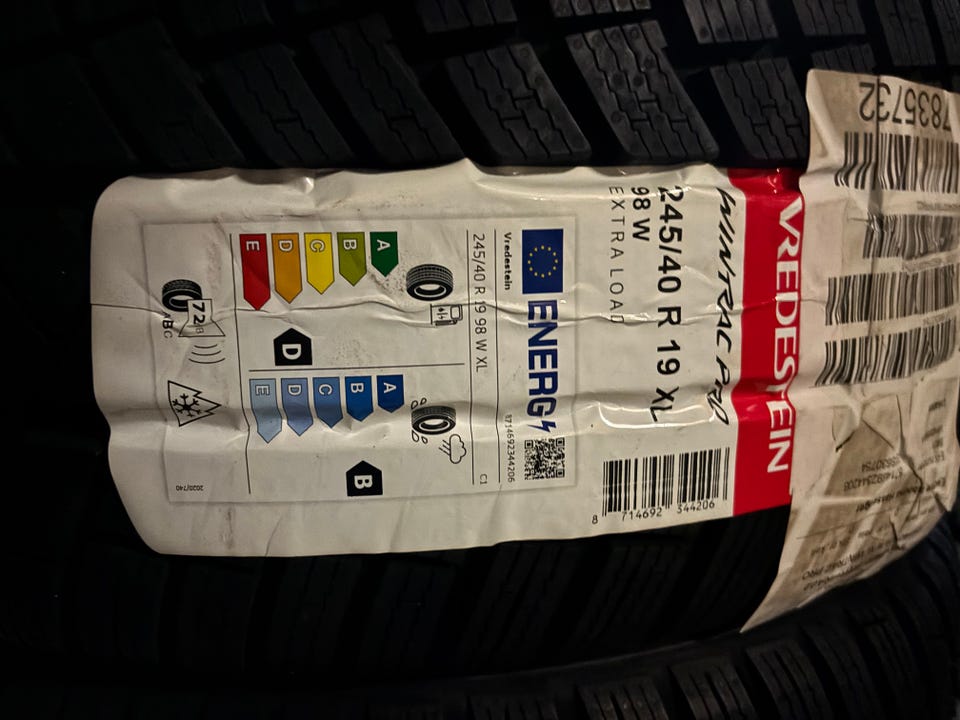 7835732
VREDESTEIN
WINTRAC PRO
245/40 R 19 XL
98 W
EXTRA LOAD
8 714692 344206
ENERG
Vredestein
8714692344206
245/40 R 19 98 W XL
C1
A
B
C
D
E
D
A
B
C
D
E
B
72 dB
ABC
2020/740